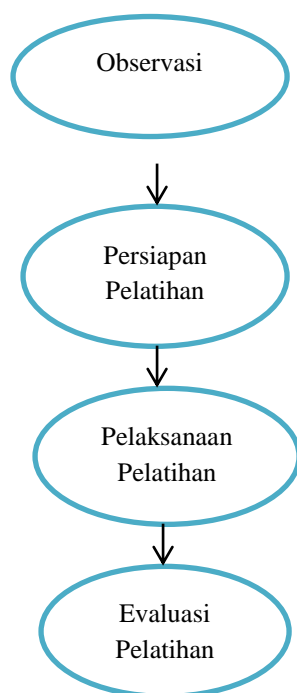 Observasi
Persiapan
Pelatihan
Pelaksanaan
Pelatihan
Evaluasi
Pelatihan